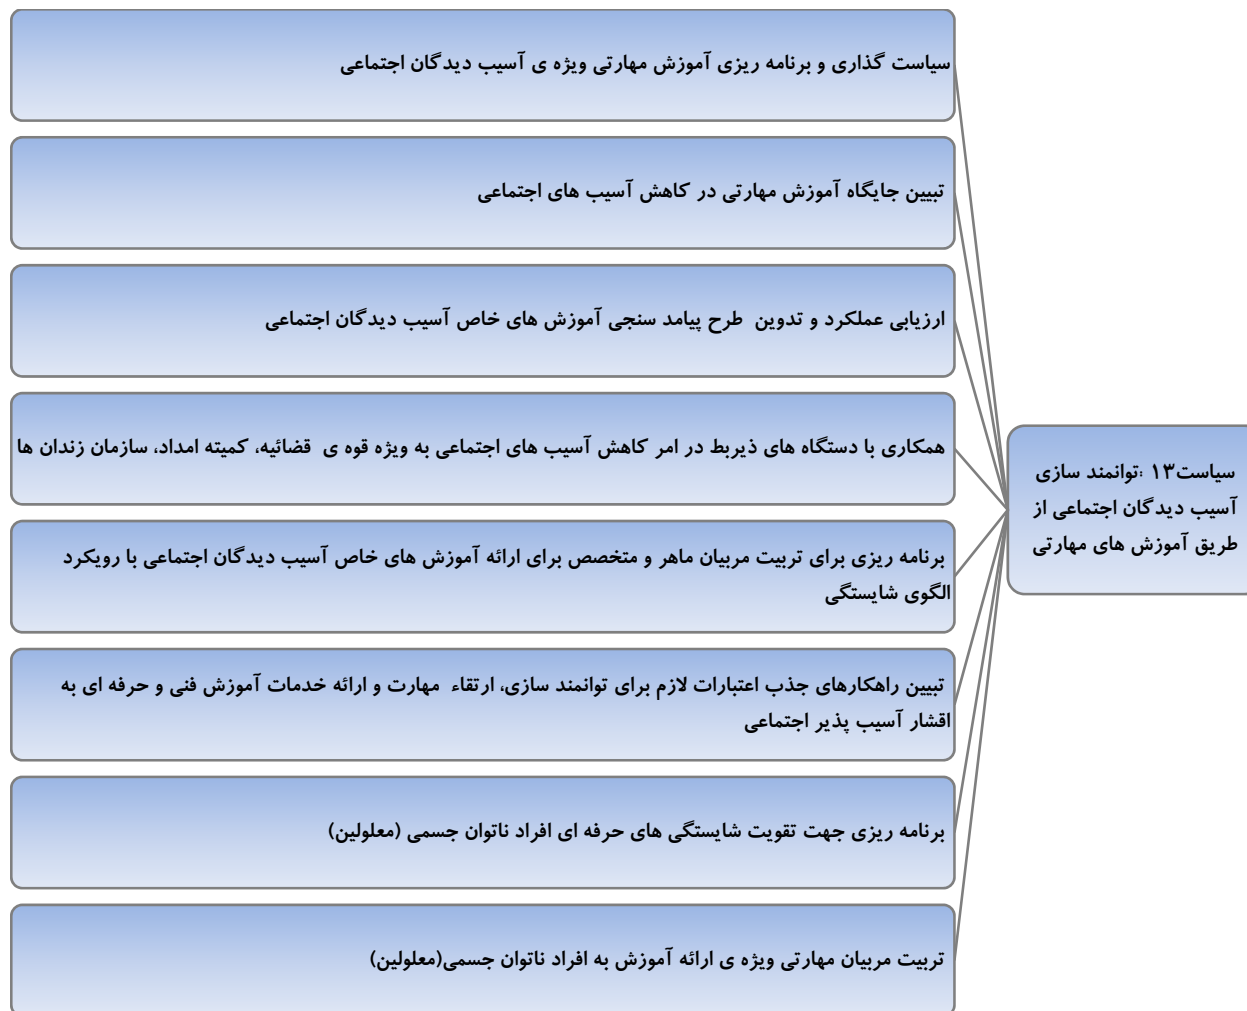 سیاست گذاری و برنامه ریزی آموزش مهارتی ویژه ی آسیب دیدگان اجتماعی
تبیین جایگاه آموزش مهارتی در کاهش آسیب های اجتماعی
ارزیابی عملکرد و تدوین طرح پیامد سنجی آموزش های خاص آسیب دیدگان اجتماعی
همکاری با دستگاه های ذیربط در امر کاهش آسیب های اجتماعی به ویژه قوه ی قضائیه، کمیته امداد، سازمان زندان ها
سیاست۱۳ :توانمند سازی
آسیب دیدگان اجتماعی از
طریق آموزش های مهارتی
برنامه ریزی برای تربیت مربیان ماهر و متخصص برای ارائه آموزش های خاص آسیب دیدگان اجتماعی با رویکرد
الگوی شایستگی
تبیین راهکارهای جذب اعتبارات لازم برای توانمند سازی، ارتقاء مهارت و ارائه خدمات آموزش فنی و حرفه ای به
اقشار آسیب پذیر اجتماعی
برنامه ریزی جهت تقویت شایستگی های حرفه ای افراد ناتوان جسمی (معلولین)
تربیت مربیان مهارتی ویژه ی ارائه آموزش به افراد ناتوان جسمی(معلولین)